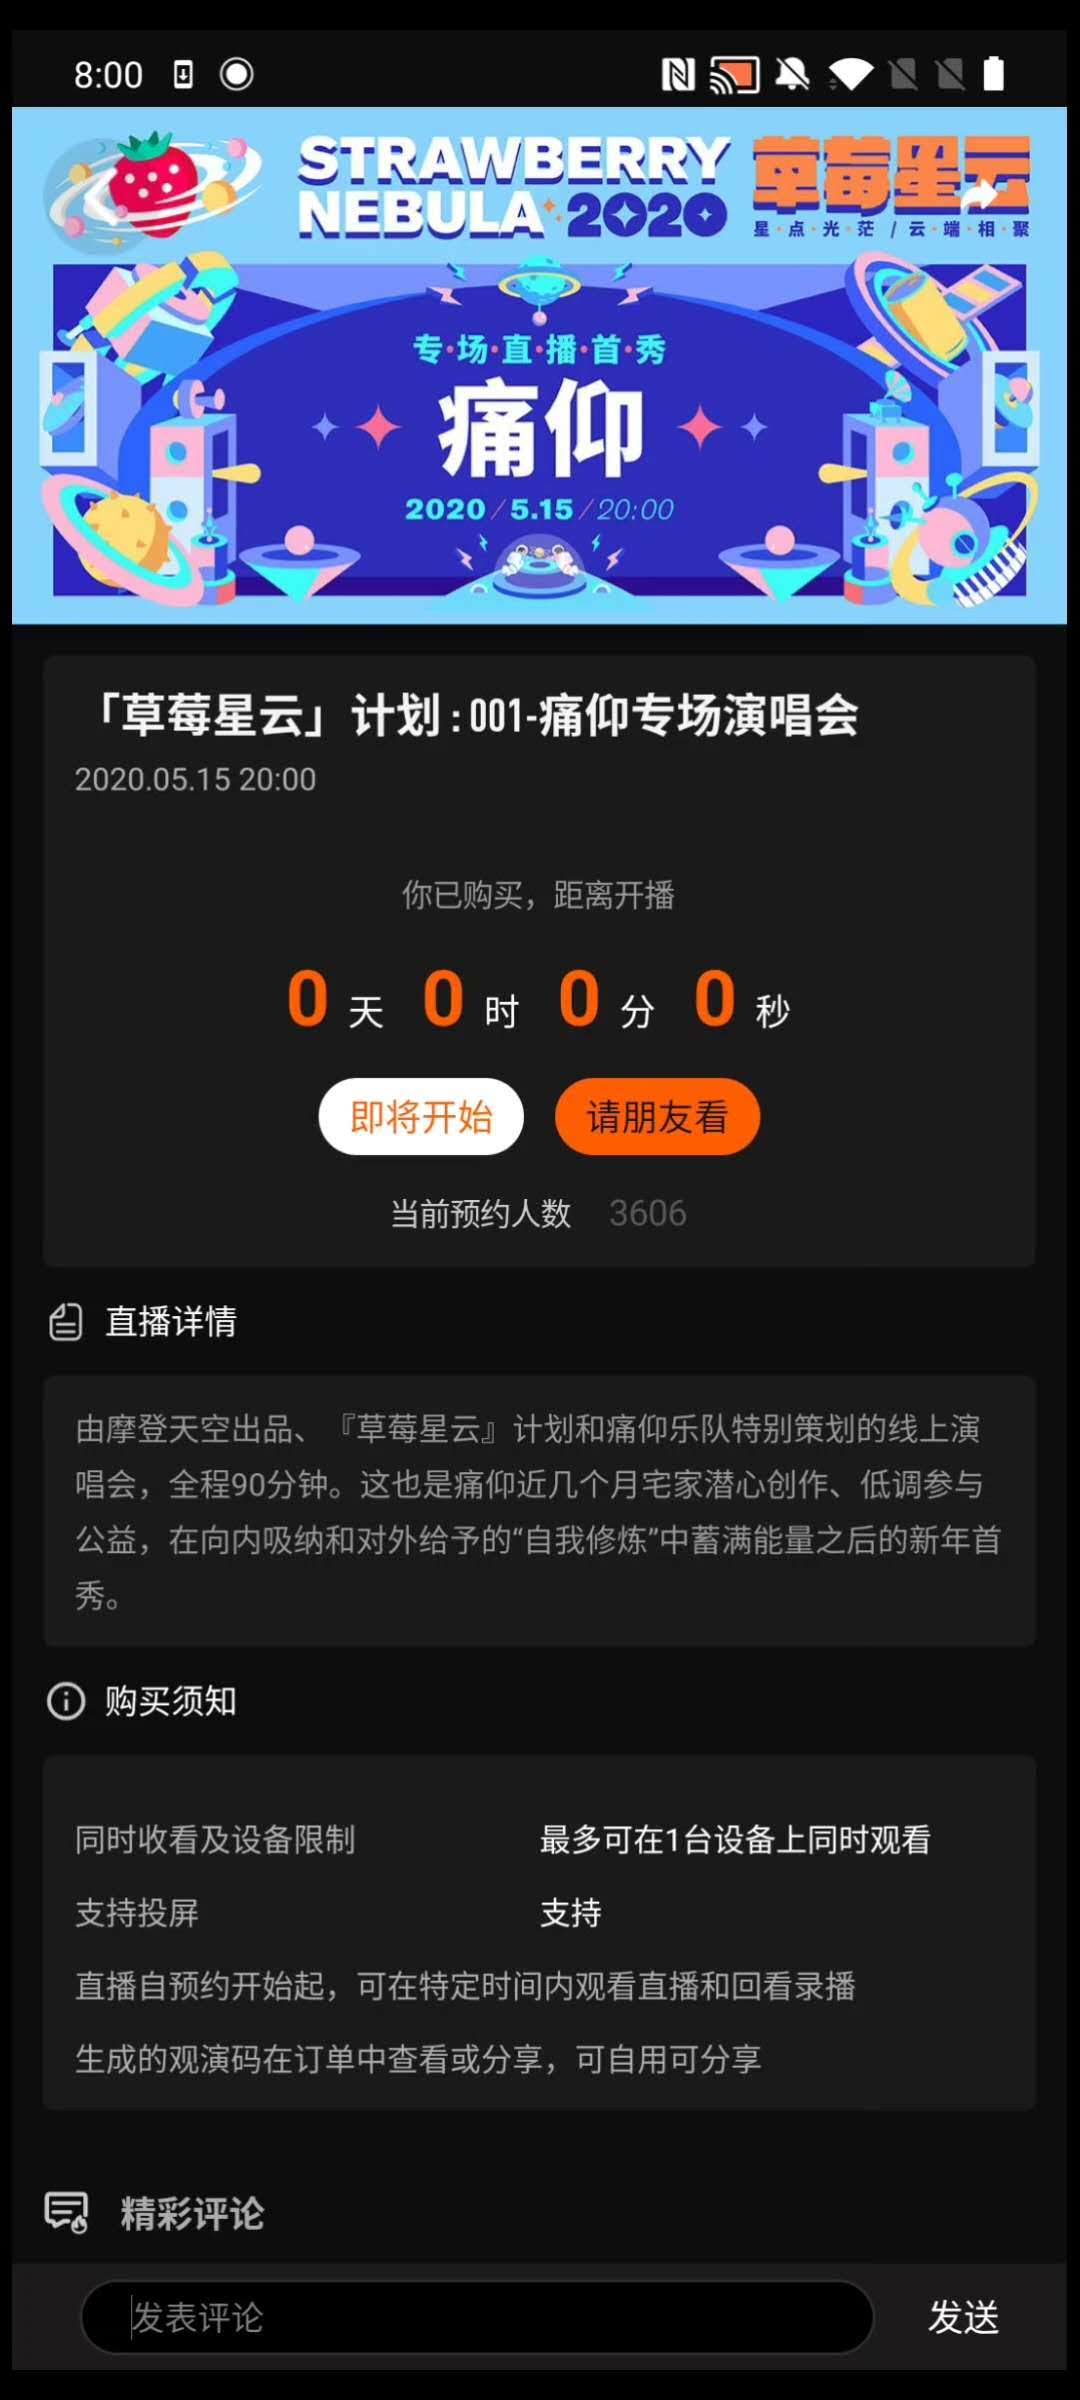 8:00
STRAWBERRY
NEBULA 2020
草莓星云
星·点·光·茫/云·端·相·聚
专·场·直·播·首·秀
痛仰
2020/5.15/20:00
「草莓星云」计划:001-痛仰专场演唱会
2020.05.15 20:00
你已购买，距离开播
0天 0时 0分 0秒
即将开始 请朋友看
当前预约人数 3606
直播详情
由摩登天空出品、『草莓星云』计划和痛仰乐队特别策划的线上演
唱会，全程90分钟。这也是痛仰近几个月宅家潜心创作、低调参与
公益，在向内吸纳和对外给予的“自我修炼”中蓄满能量之后的新年首
秀。
购买须知
同时收看及设备限制 最多可在1台设备上同时观看
支持投屏 支持
直播自预约开始起，可在特定时间内观看直播和回看录播
生成的观演码在订单中查看或分享，可自用可分享
精彩评论
发表评论 发送